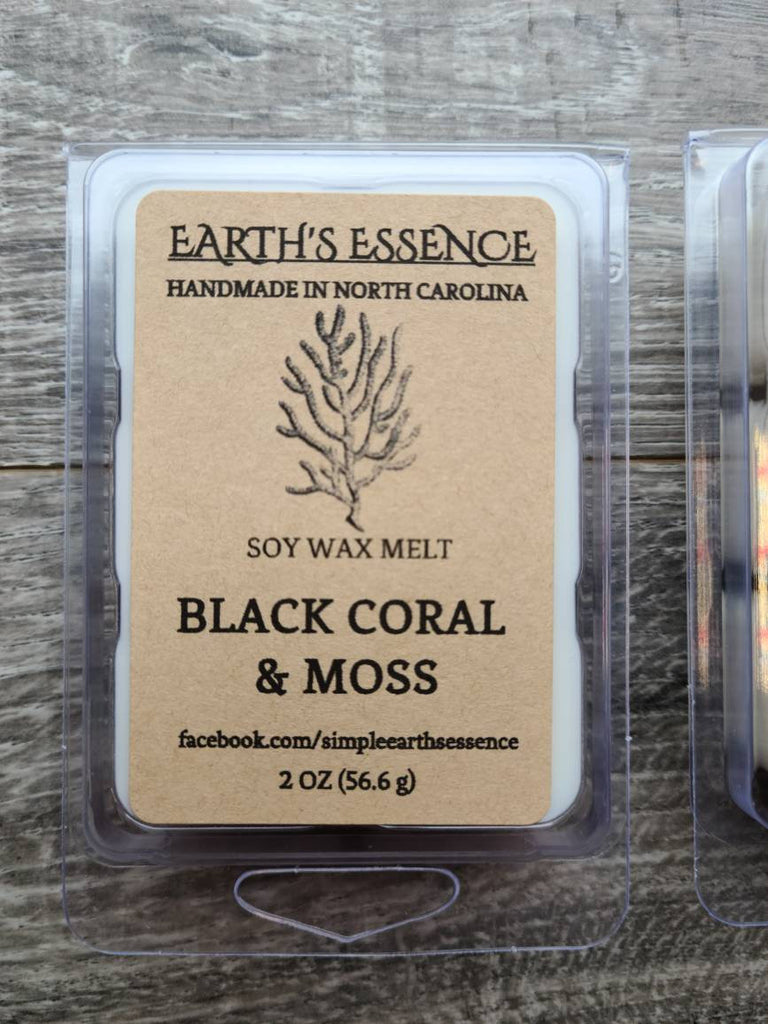 EARTH'S ESSENCE
HANDMADE IN NORTH CAROLINA
SOY WAX MELT
BLACK CORAL
& MOSS
facebook.com/simpleearthsessence
2 OZ (56.6 g)